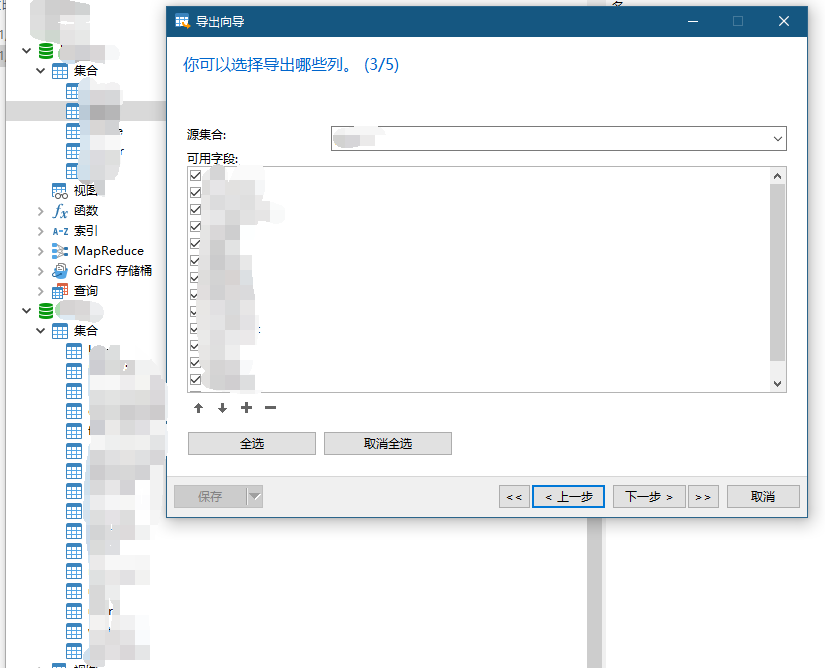 导出向导
你可以选择导出哪些列。 (3/5)
源集合:
可用字段:
全选
取消全选
保存
<<
< 上一步
下一步 >
>>
取消
集合
视图
函数
A-Z 索引
MapReduce
GridFS 存储桶
查询
集合